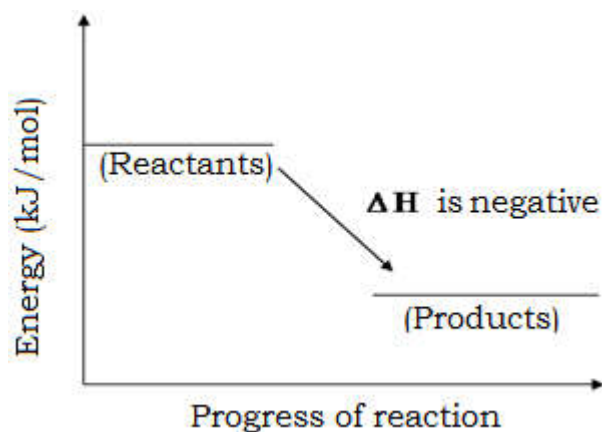 Energy (kJ/mol)
(Reactants)
ΔH is negative
(Products)
Progress of reaction